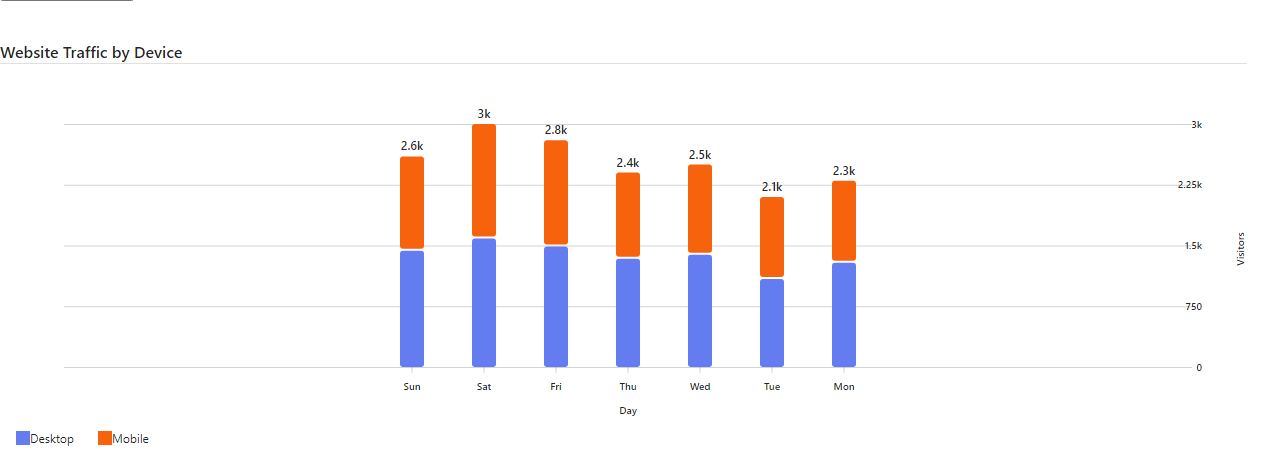 Website Traffic by Device
3k
2.8k
2.6k
2.5k
2.4k
2.3k
2.1k
3k
2.25k
1.5k
750
0
Visitors
Sun Sat Fri Thu Wed Tue Mon
Day
Desktop Mobile